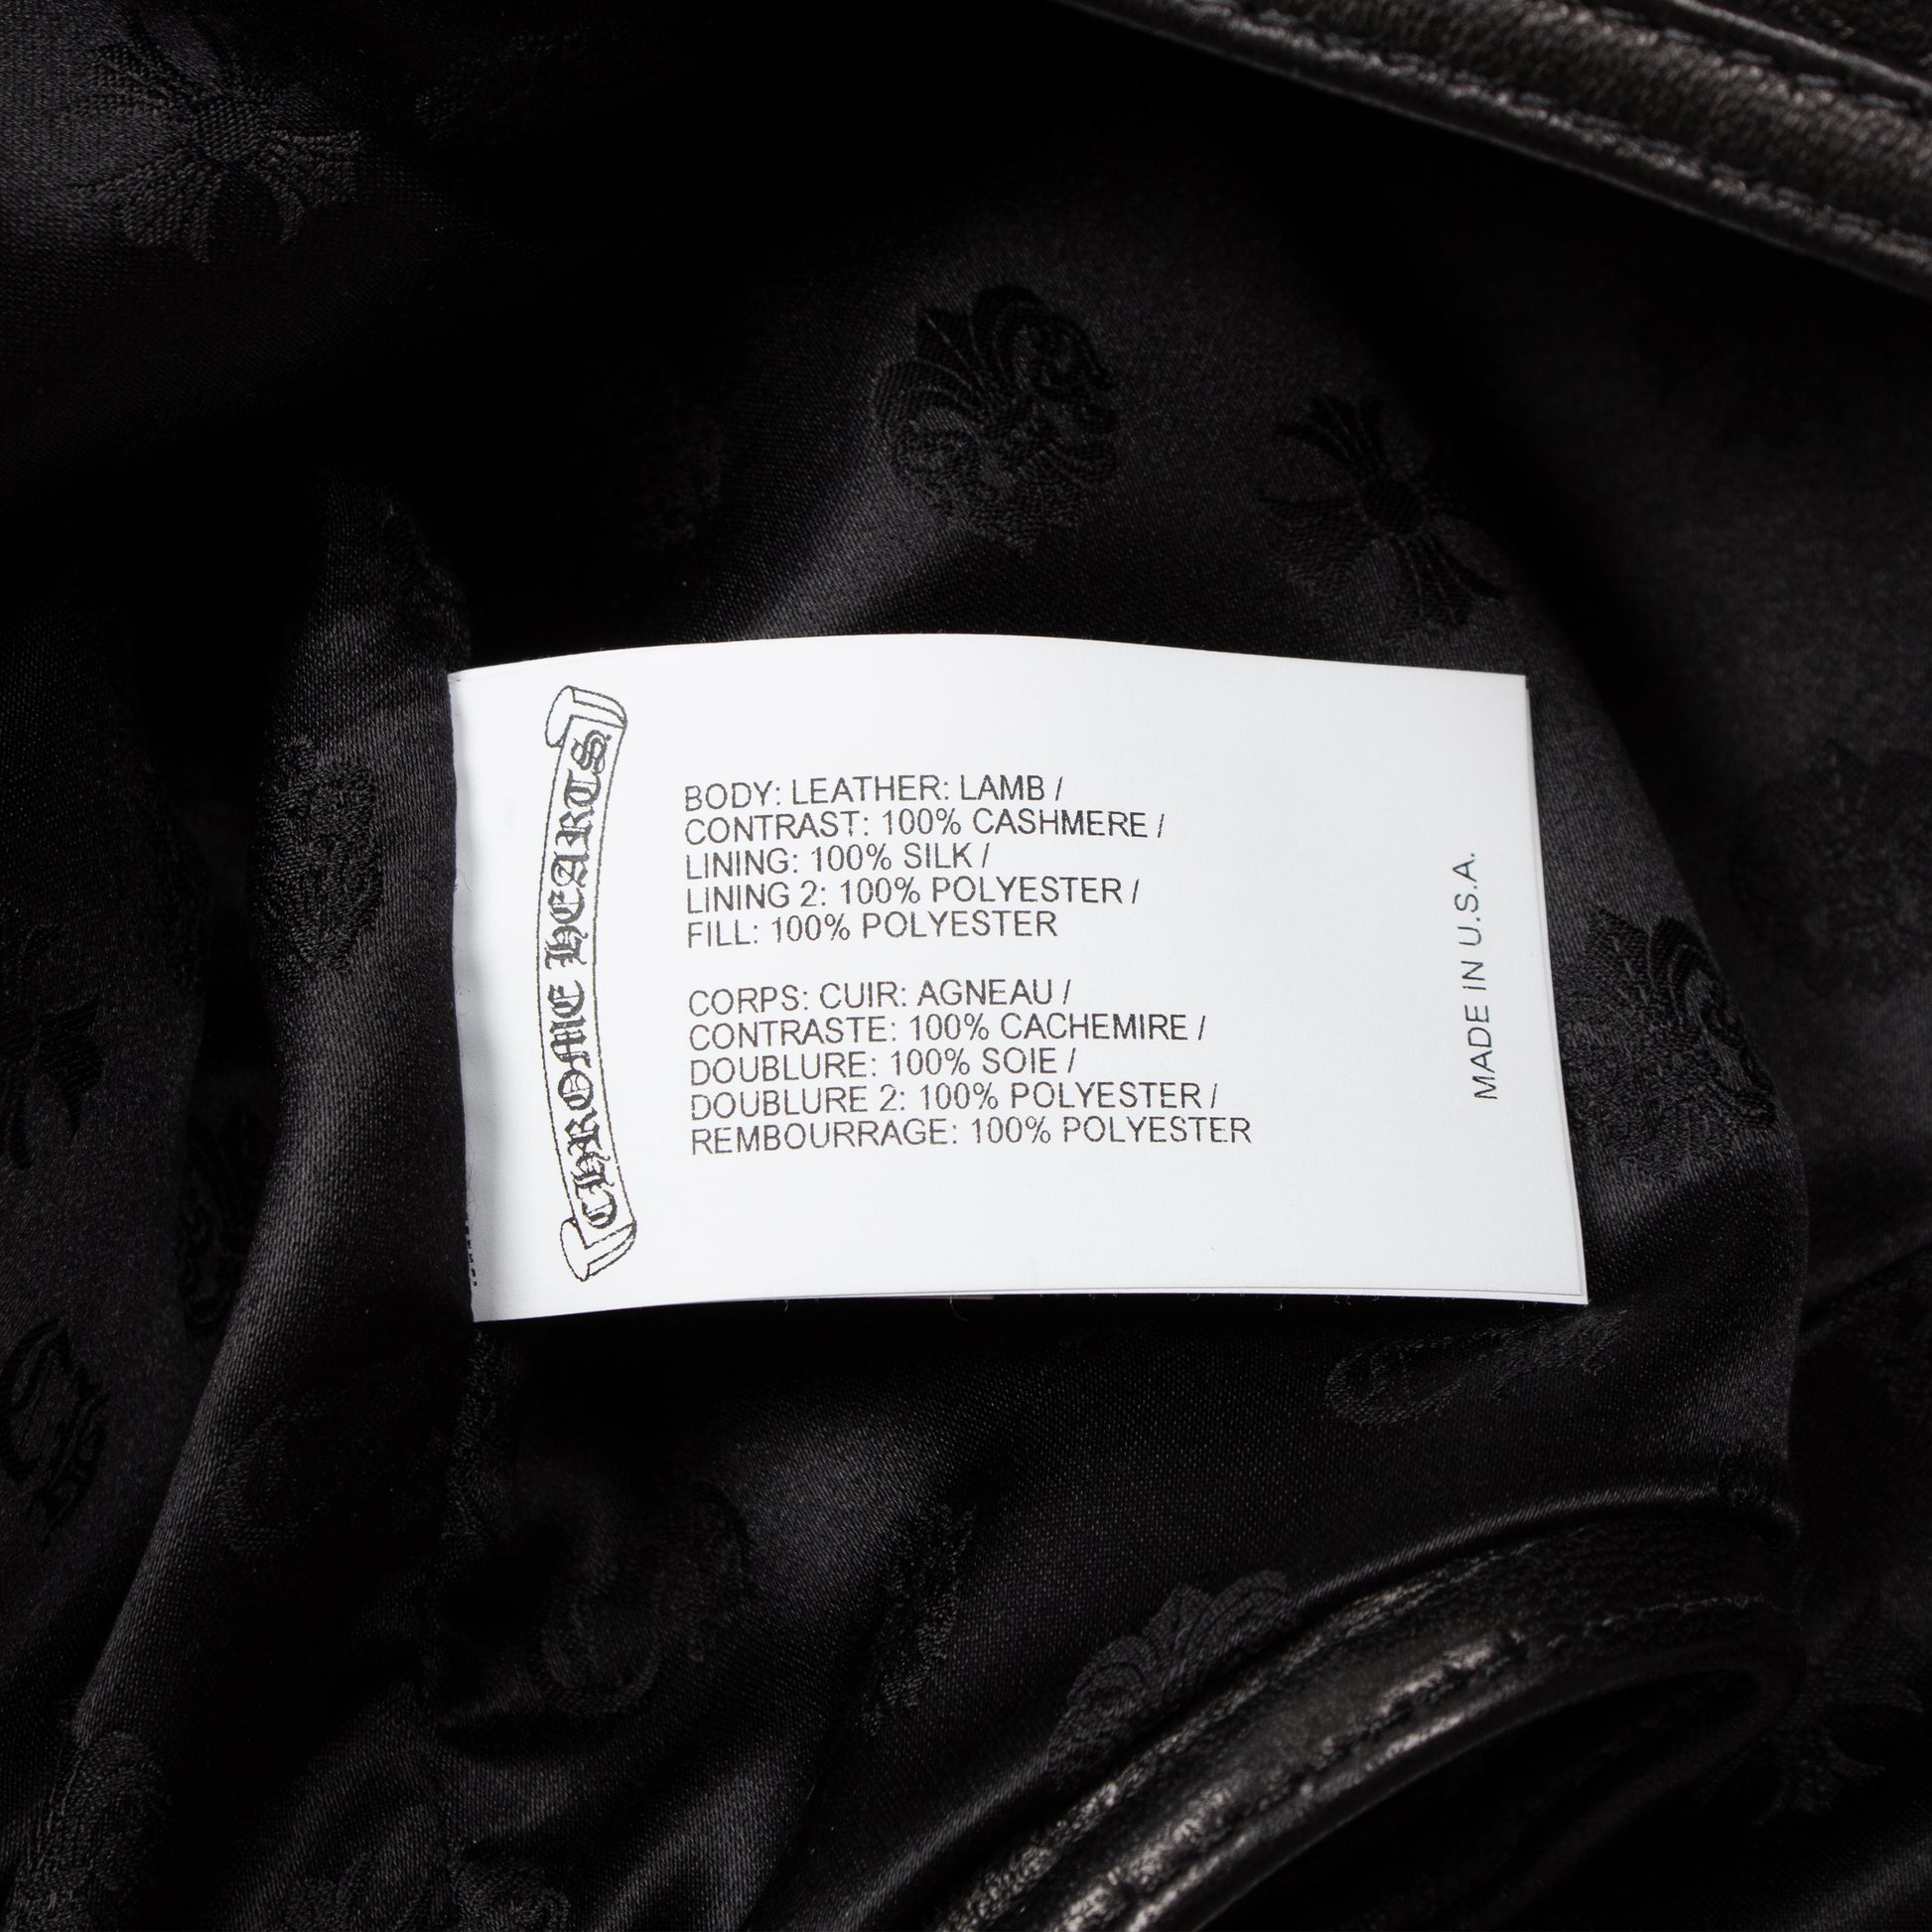 CHROME HEARTS
BODY: LEATHER: LAMB /
CONTRAST: 100% CASHMERE /
LINING: 100% SILK /
LINING 2: 100% POLYESTER /
FILL: 100% POLYESTER
CORPS: CUIR: AGNEAU /
CONTRASTE: 100% CACHEMIRE /
DOUBLURE: 100% SOIE /
DOUBLURE 2: 100% POLYESTER /
REMBOURRAGE: 100% POLYESTER
MADE IN U.S.A.